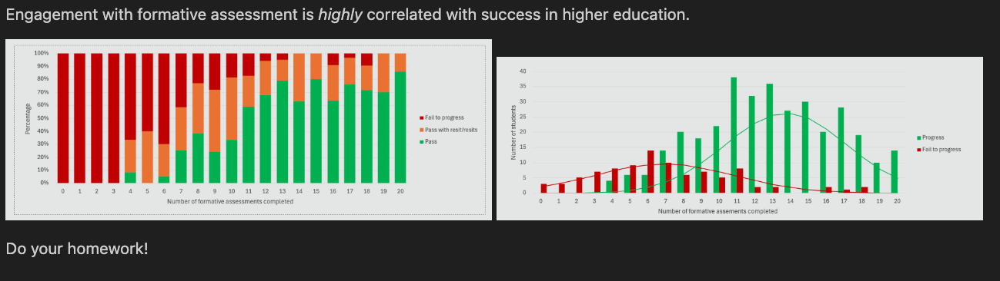 Engagement with formative assessment is highly correlated with success in higher education.
100%
90%
80%
70%
60%
50%
40%
30%
20%
10%
0%
Percentage
0 1 2 3 4 5 6 7 8 9 10 11 12 13 14 15 16 17 18 19 20
Number of formative assessments completed
Fail to progress
Pass with resit/resits
Pass
40
35
30
25
20
15
10
5
0
Number of students
0 1 2 3 4 5 6 7 8 9 10 11 12 13 14 15 16 17 18 19 20
Number of formative assements completed
Progress
Fail to progress
Do your homework!